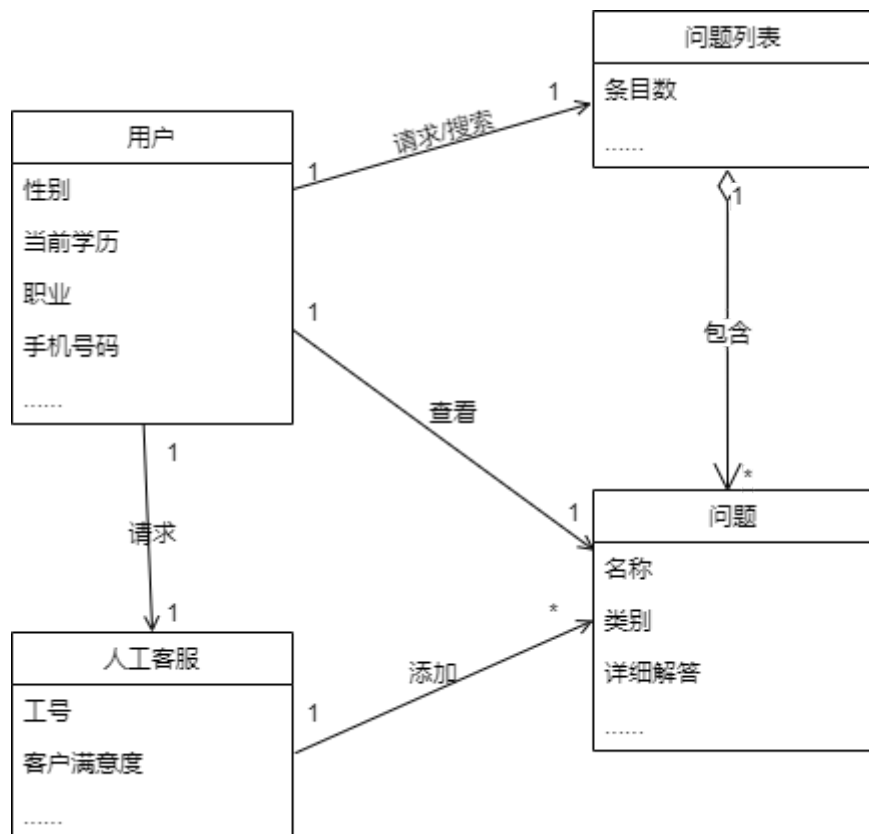 问题列表
条目数
……
1
请求/搜索
1
1
用户
性别
当前学历
职业
手机号码
……
1
查看
1
包含
*
1
请求
1
问题
名称
类别
详细解答
……
*
添加
1
人工客服
工号
客户满意度
……